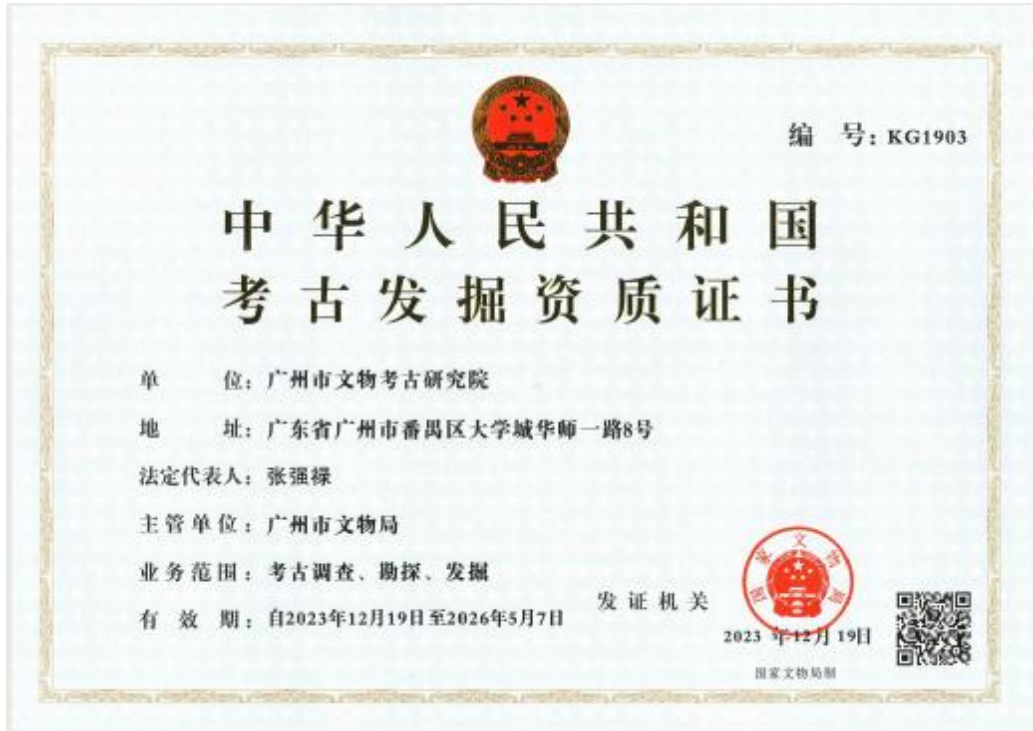 编 号：KG1903
中华人民共和国
考古发掘资质证书
单 位：广州市文物考古研究院
地 址：广东省广州市番禺区大学城华师一路8号
法定代表人：张强禄
主管单位：广州市文物局
业务范围：考古调查、勘探、发掘
有 效 期：自2023年12月19日至2026年5月7日
发证机关
国家文物局
2023 年12月 19日
国家文物局制